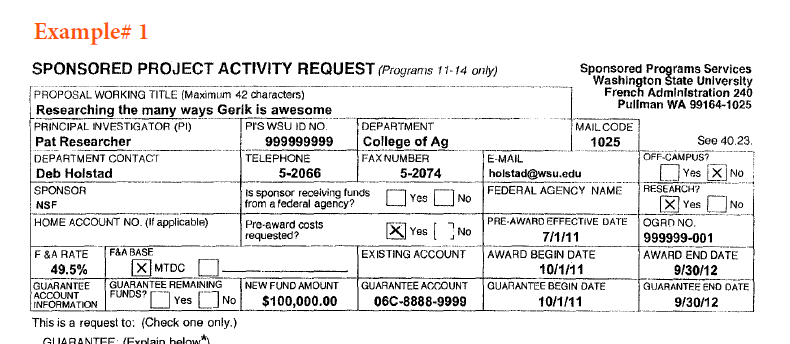 Example# 1
SPONSORED PROJECT ACTIVITY REQUEST (Programs 11-14 only)
Sponsored Programs Services
Washington State University
French Administration 240
Pullman WA 99164-1025
PROPOSAL WORKING TITLE (Maximum 42 characters)
Researching the many ways Gerik is awesome
PRINCIPAL INVESTIGATOR (PI) PI'S WSU ID NO. DEPARTMENT MAIL CODE
Pat Researcher 999999999 College of Ag 1025 See 40.23.
DEPARTMENT CONTACT TELEPHONE FAX NUMBER E-MAIL OFF-CAMPUS?
Deb Holstad 5-2066 5-2074 holstad@wsu.edu Yes X No
SPONSOR Is sponsor receiving funds from a federal agency? Yes No FEDERAL AGENCY NAME RESEARCH?
NSF X Yes No
HOME ACCOUNT NO. (If applicable) Pre-award costs requested? X Yes No PRE-AWARD EFFECTIVE DATE OGRD NO.
7/1/11 999999-001
F & A RATE F&A BASE EXISTING ACCOUNT AWARD BEGIN DATE AWARD END DATE
49.5% X MTDC 10/1/11 9/30/12
GUARANTEE ACCOUNT INFORMATION GUARANTEE REMAINING FUNDS? Yes No NEW FUND AMOUNT GUARANTEE ACCOUNT GUARANTEE BEGIN DATE GUARANTEE END DATE
$100,000.00 06C-8888-9999 10/1/11 9/30/12
This is a request to: (Check one only.)
GUARANTEE: (Explain below*)